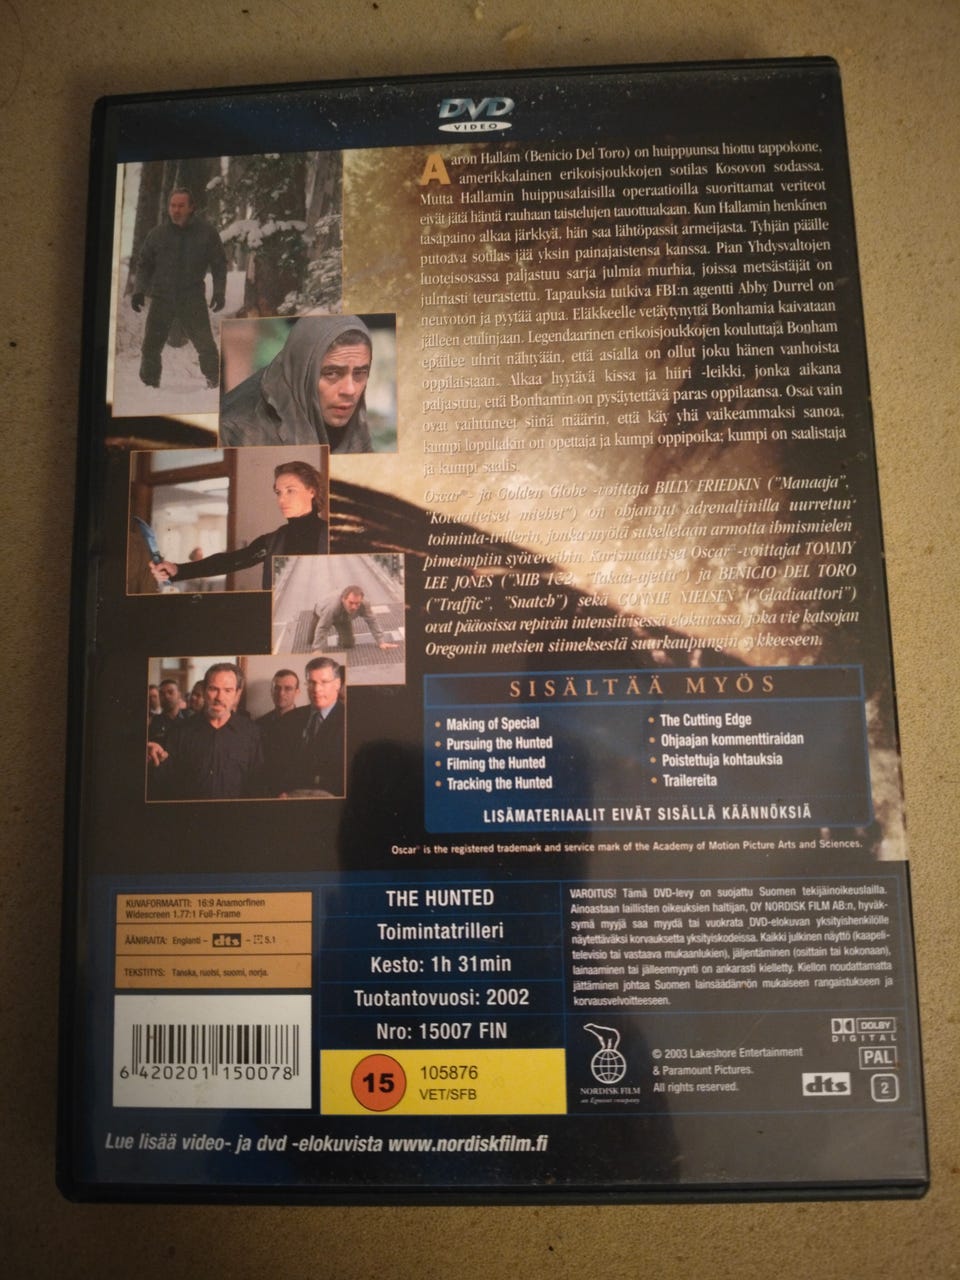 DVD
VIDEO
Aaron Hallam (Benicio Del Toro) on huippuunsa hiottu tappokone,
amerikkalainen erikoisjoukkojen sotilas Kosovon sodassa.
Mutta Hallamin huippusalaisilla operaatioilla suorittamat veriteot
eivät jätä häntä rauhaan taistelujen tauottuakaan. Kun Hallamin henkinen
tasapaino alkaa järkkyä, hän saa lähtöpassit armeijasta. Tyhjän päälle
putoava sotilas jää yksin painajaistensa kanssa. Pian Yhdysvaltojen
luoteisosassa paljastuu sarja julmia murhia, joissa metsästäjät on
julmasti teurastettu. Tapauksia tutkiva FBI:n agentti Abby Durrel on
neuvoton ja pyytää apua. Eläkkeelle vetäytynyttä Bonhamia kaivataan
jälleen etulinjaan. Legendaarinen erikoisjoukkojen kouluttaja Bonham
epäilee uhrit nähtyään, että asialla on ollut joku hänen vanhoista
oppilaistaan. Alkaa hyytävä kissa ja hiiri -leikki, jonka aikana
paljastuu, että Bonhamin on pysäytettävä paras oppilaansa. Osat vain
ovat vaihtuneet siinä määrin, että käy yhä vaikeammaksi sanoa,
kumpi lopultakin on opettaja ja kumpi oppipoika; kumpi on saalistaja
ja kumpi saalis.
Oscar®- ja Golden Globe -voittaja BILLY FRIEDKIN ("Manaaja",
"Kovaotteiset miehet") on ohjannut adrenaljinilla uurretun
toiminta-trillerin, jonka myötä sukelletaan armotta ihmismielen
pimeimpiin syövereihin. Karismaattiset Oscar®-voittajat TOMMY
LEE JONES ("MIB 1&2, "Takaa-ajettu") ja BENICIO DEL TORO
("Traffic", "Snatch") sekä CONNIE NIELSEN ("Gladiaattori")
ovat pääosissa repivän intensiivisessä elokuvassa, joka vie katsojan
Oregonin metsien siimeksestä suurkaupungin sykkeeseen.
SISÄLTÄÄ MYÖS
• Making of Special
• Pursuing the Hunted
• Filming the Hunted
• Tracking the Hunted
• The Cutting Edge
• Ohjaajan kommenttiraidan
• Poistettuja kohtauksia
• Trailereita
LISÄMATERIAALIT EIVÄT SISÄLLÄ KÄÄNNÖKSIÄ
Oscar® is the registered trademark and service mark of the Academy of Motion Picture Arts and Sciences.
KUVAFORMAATTI: 16:9 Anamorfinen
Widescreen 1.77:1 Full-Frame
ÄÄNIRAITA: Englanti – dts – 5.1
TEKSTITYS: Tanska, ruotsi, suomi, norja.
6 420201 150078
THE HUNTED
Toimintatrilleri
Kesto: 1h 31min
Tuotantovuosi: 2002
Nro: 15007 FIN
15
105876
VET/SFB
VAROITUS! Tämä DVD-levy on suojattu Suomen tekijäinoikeuslailla.
Ainoastaan laillisten oikeuksien haltijan, OY NORDISK FILM AB:n, hyväk-
symä myyjä saa myydä tai vuokrata DVD-elokuvan yksityishenkilölle
näytettäväksi korvauksetta yksityiskodeissa. Kaikki julkinen näyttö (kaapeli-
televisio tai vastaava mukaanlukien), jäljentäminen (osittain tai kokonaan),
lainaaminen tai jälleenmyynti on ankarasti kielletty. Kiellon noudattamatta
jättäminen johtaa Suomen lainsäädännön mukaiseen rangaistukseen ja
korvausvelvoitteeseen.
NORDISK FILM
an Egmont company
© 2003 Lakeshore Entertainment
& Paramount Pictures.
All rights reserved.
DOLBY
DIGITAL
dts
PAL
2
Lue lisää video- ja dvd -elokuvista www.nordiskfilm.fi